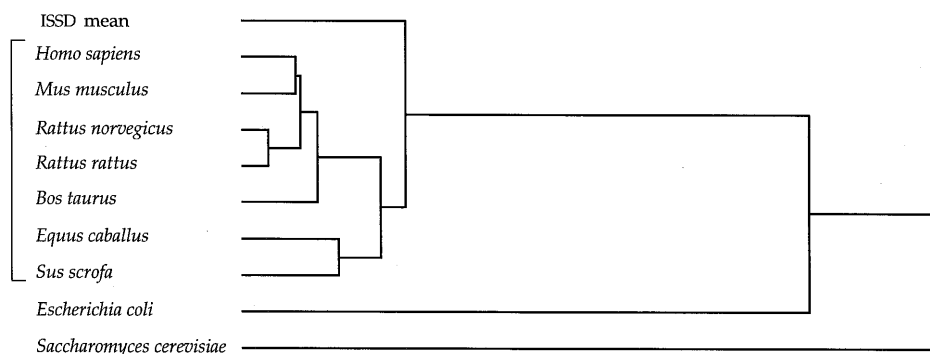 ISSD mean
Homo sapiens
Mus musculus
Rattus norvegicus
Rattus rattus
Bos taurus
Equus caballus
Sus scrofa
Escherichia coli
Saccharomyces cerevisiae